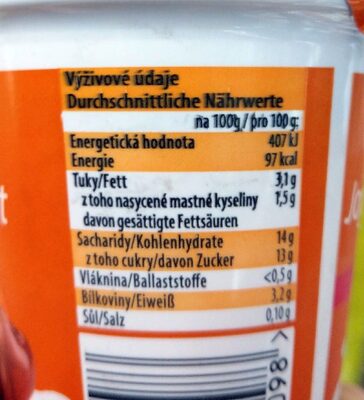 Výživové údaje
Durchschnittliche Nährwerte
na 100g / pro 100 g:
Energetická hodnota 407 kJ
Energie 97 kcal
Tuky/Fett 3,1 g
z toho nasycené mastné kyseliny 1,5 g
davon gesättigte Fettsäuren
Sacharidy/Kohlenhydrate 14 g
z toho cukry/davon Zucker 13 g
Vláknina/Ballaststoffe <0,5 g
Bílkoviny/Eiweiß 3,2 g
Sůl/Salz 0,10 g